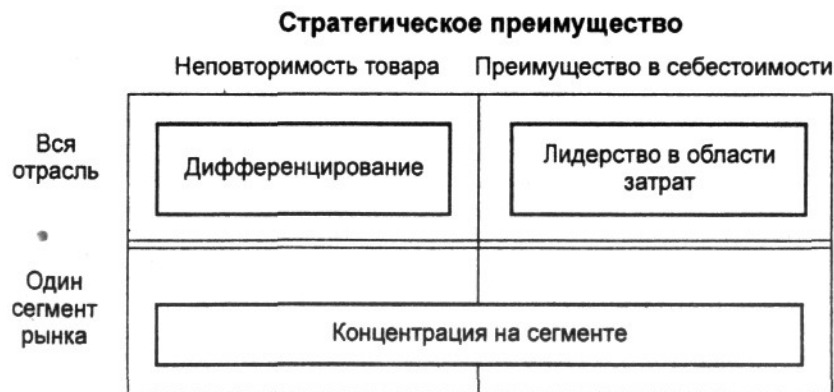 Стратегическое преимущество
Неповторимость товара
Преимущество в себестоимости
Вся
отрасль
Дифференцирование
Лидерство в области
затрат
Один
сегмент
рынка
Концентрация на сегменте